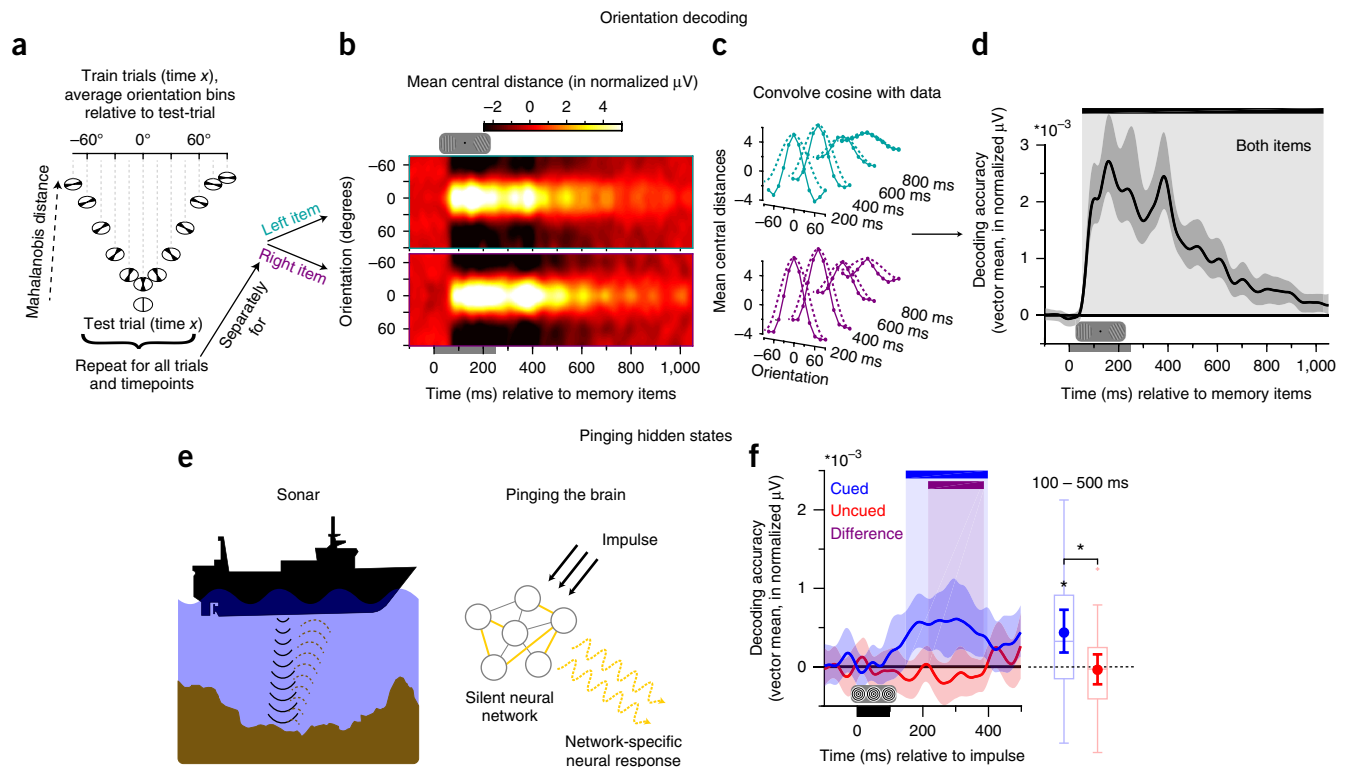 Orientation decoding
a
Train trials (time x),
average orientation bins
relative to test-trial
–60° 0° 60°
Mahalanobis distance
Test trial (time x)
Repeat for all trials
and timepoints
Separately
for
Left item
Right item
b
Mean central distance (in normalized μV)
–2 0 2 4
Orientation (degrees)
–60
0
60
–60
0
60
0 200 400 600 800 1,000
Time (ms) relative to memory items
c
Convolve cosine with data
Mean central distances
4
0
–4
–60 0 60
200 ms
400 ms
600 ms
800 ms
4
0
–4
–60 0 60
Orientation
200 ms
400 ms
600 ms
800 ms
d
Decoding accuracy
(vector mean, in normalized μV)
*10–3
Both items
3
2
1
0
0 200 400 600 800 1,000
Time (ms) relative to memory items
Pinging hidden states
e
Sonar
Pinging the brain
Impulse
Silent neural
network
Network-specific
neural response
f
Decoding accuracy
(vector mean, in normalized μV)
*10–3
Cued
Uncued
Difference
2
1
0
0 200 400
Time (ms) relative to impulse
100 – 500 ms
*
*